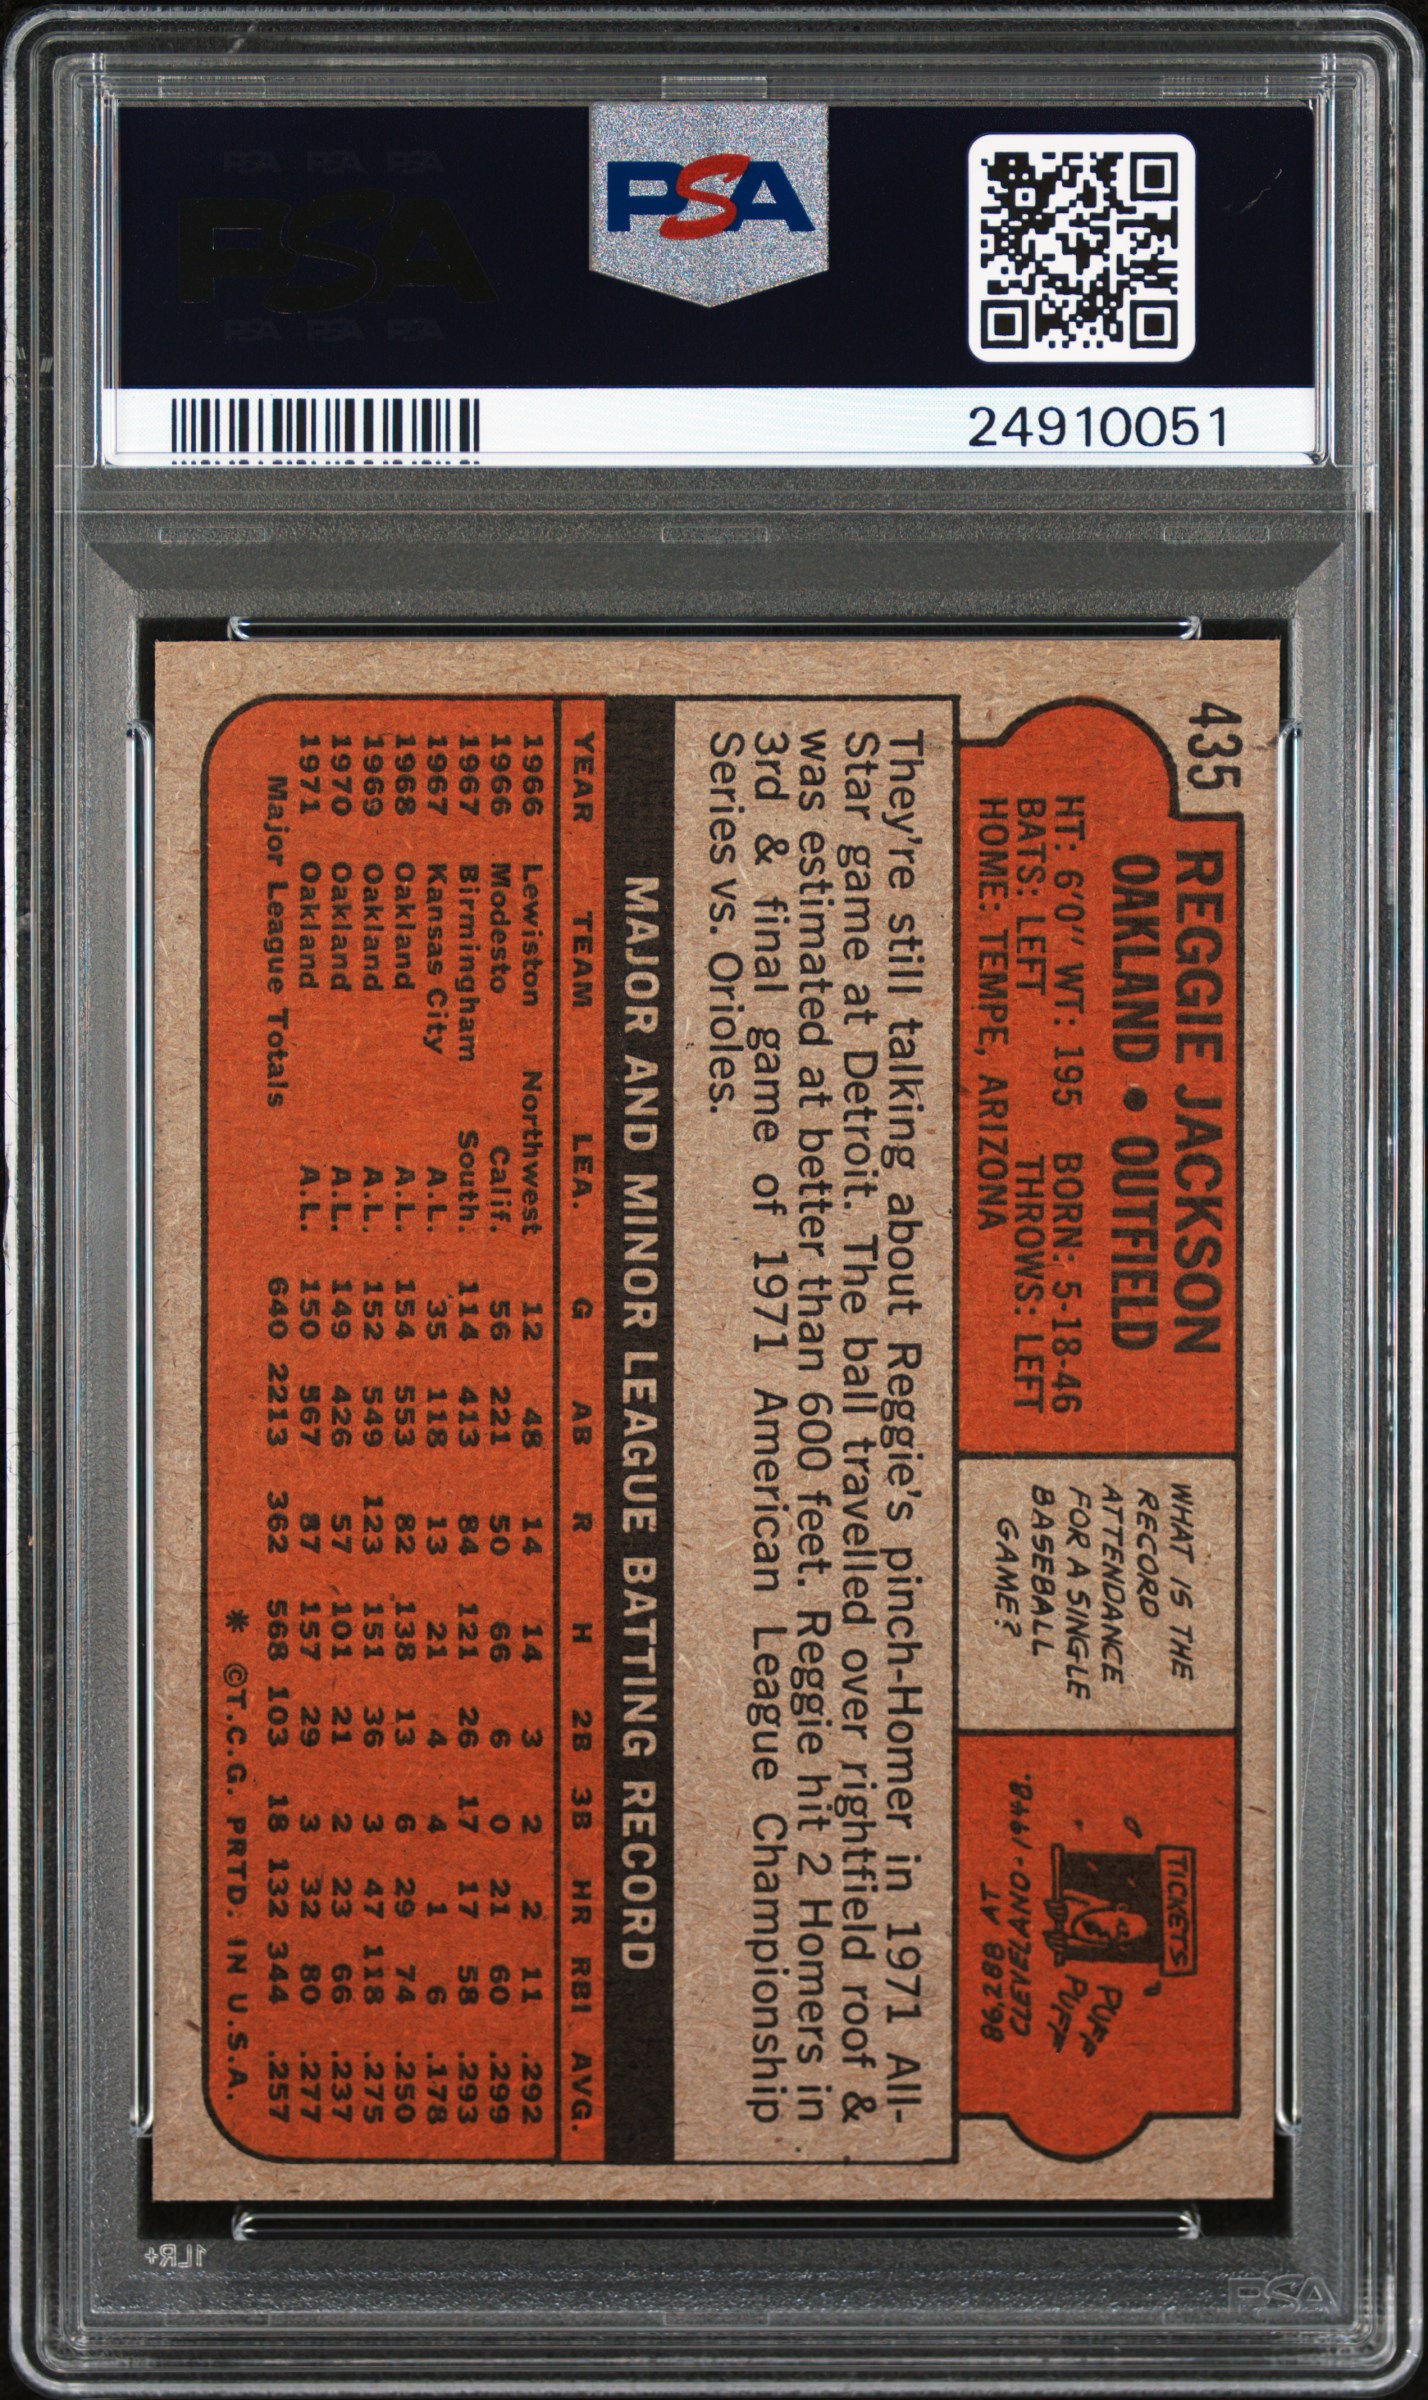 PSA PSA PSA
PSA
PSA PSA PSA
PSA
24910051
435
REGGIE JACKSON
OAKLAND • OUTFIELD
HT: 6'0" WT: 195 BORN: 5-18-46
BATS: LEFT THROWS: LEFT
HOME: TEMPE, ARIZONA
WHAT IS THE
RECORD
ATTENDANCE
FOR A SINGLE
BASEBALL
GAME?
TICKETS
PUFF
PUFF
86,288 AT
CLEVELAND-1948.
They're still talking about Reggie's pinch-Homer in 1971 All-
Star game at Detroit. The ball travelled over rightfield roof &
was estimated at better than 600 feet. Reggie hit 2 Homers in
3rd & final game of 1971 American League Championship
Series vs. Orioles.
MAJOR AND MINOR LEAGUE BATTING RECORD
YEAR TEAM LEA. G AB R H 2B 3B HR RBI AVG.
1966 Lewiston Northwest 12 48 14 14 3 2 2 11 .292
1966 Modesto Calif. 56 221 50 66 6 0 21 60 .299
1967 Birmingham South. 114 413 84 121 26 17 17 58 .293
1967 Kansas City A.L. 35 118 13 21 4 4 1 6 .178
1968 Oakland A.L. 154 553 82 138 13 6 29 74 .250
1969 Oakland A.L. 152 549 123 151 36 3 47 118 .275
1970 Oakland A.L. 149 426 57 101 21 2 23 66 .237
1971 Oakland A.L. 150 567 87 157 29 3 32 80 .277
Major League Totals 640 2213 362 568 103 18 132 344 .257
* ©T.C.G. PRTD. IN U.S.A.
1LR+
PSA